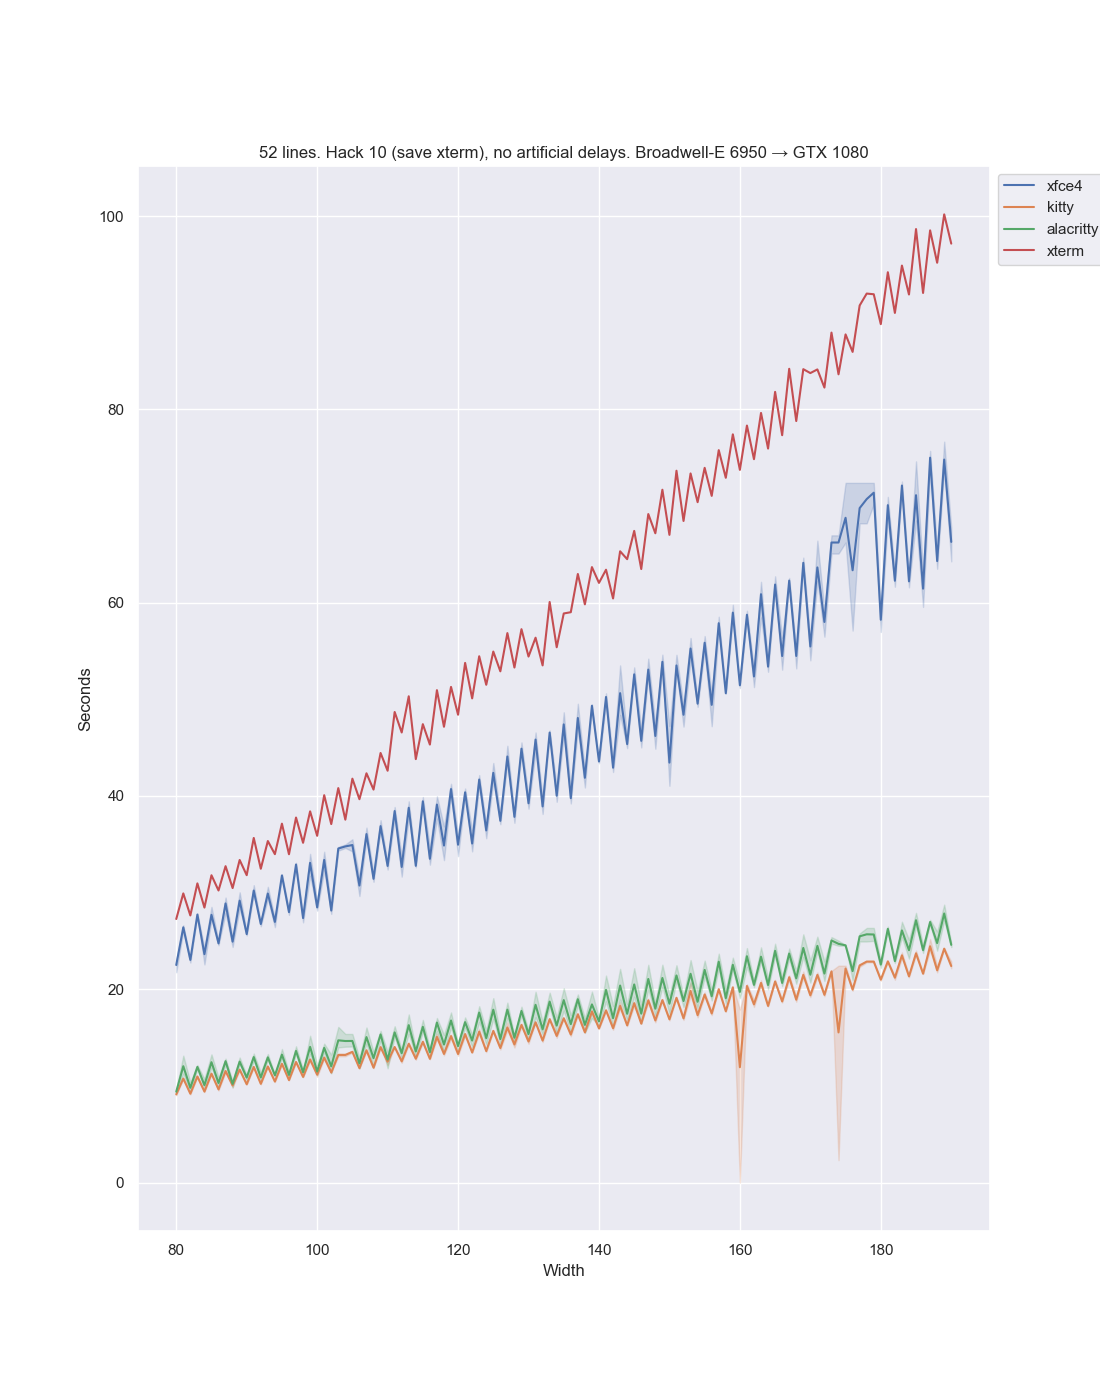 52 lines. Hack 10 (save xterm), no artificial delays. Broadwell-E 6950 → GTX 1080
xfce4
kitty
alacritty
xterm
100
80
60
40
20
0
Seconds
80 100 120 140 160 180
Width